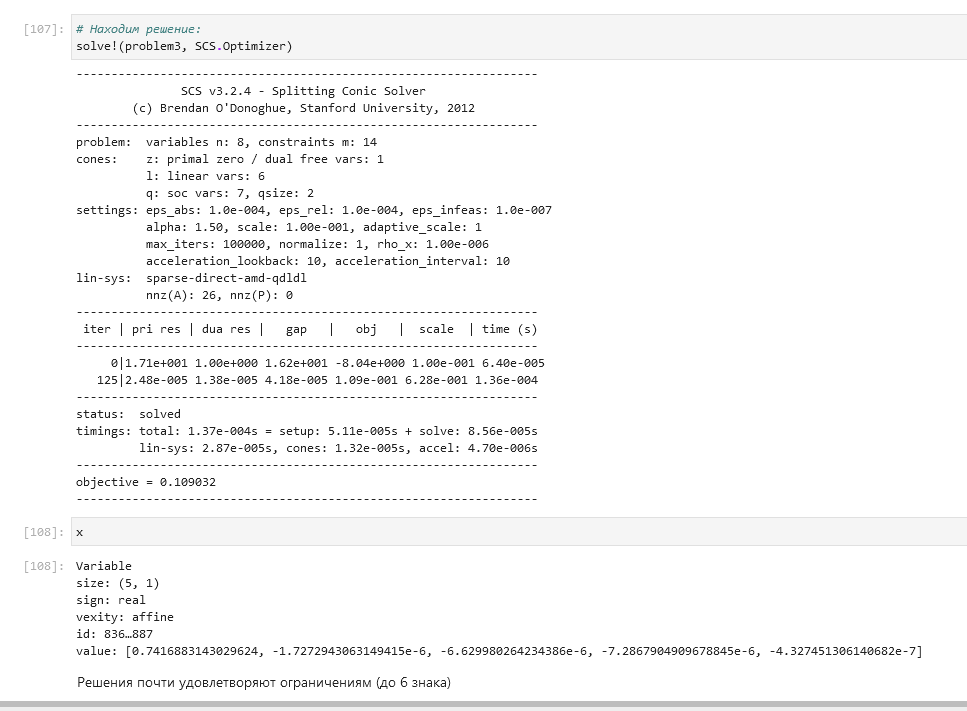 [107]: # Находим решение:
solve!(problem3, SCS.Optimizer)
------------------------------------------------------------------
SCS v3.2.4 - Splitting Conic Solver
(c) Brendan O'Donoghue, Stanford University, 2012
------------------------------------------------------------------
problem:  variables n: 8, constraints m: 14
cones:    z: primal zero / dual free vars: 1
l: linear vars: 6
q: soc vars: 7, qsize: 2
settings: eps_abs: 1.0e-004, eps_rel: 1.0e-004, eps_infeas: 1.0e-007
alpha: 1.50, scale: 1.00e-001, adaptive_scale: 1
max_iters: 100000, normalize: 1, rho_x: 1.00e-006
acceleration_lookback: 10, acceleration_interval: 10
lin-sys:  sparse-direct-amd-qdldl
nnz(A): 26, nnz(P): 0
------------------------------------------------------------------
iter | pri res | dua res |   gap   |   obj   |  scale  | time (s)
------------------------------------------------------------------
0|1.71e+001 1.00e+000 1.62e+001 -8.04e+000 1.00e-001 6.40e-005
125|2.48e-005 1.38e-005 4.18e-005 1.09e-001 6.28e-001 1.36e-004
------------------------------------------------------------------
status:  solved
timings: total: 1.37e-004s = setup: 5.11e-005s + solve: 8.56e-005s
lin-sys: 2.87e-005s, cones: 1.32e-005s, accel: 4.70e-006s
------------------------------------------------------------------
objective = 0.109032
------------------------------------------------------------------
[108]: x
[108]: Variable
size: (5, 1)
sign: real
vexity: affine
id: 836…887
value: [0.7416883143029624, -1.7272943063149415e-6, -6.629980264234386e-6, -7.2867904909678845e-6, -4.327451306140682e-7]
Решения почти удовлетворяют ограничениям (до 6 знака)